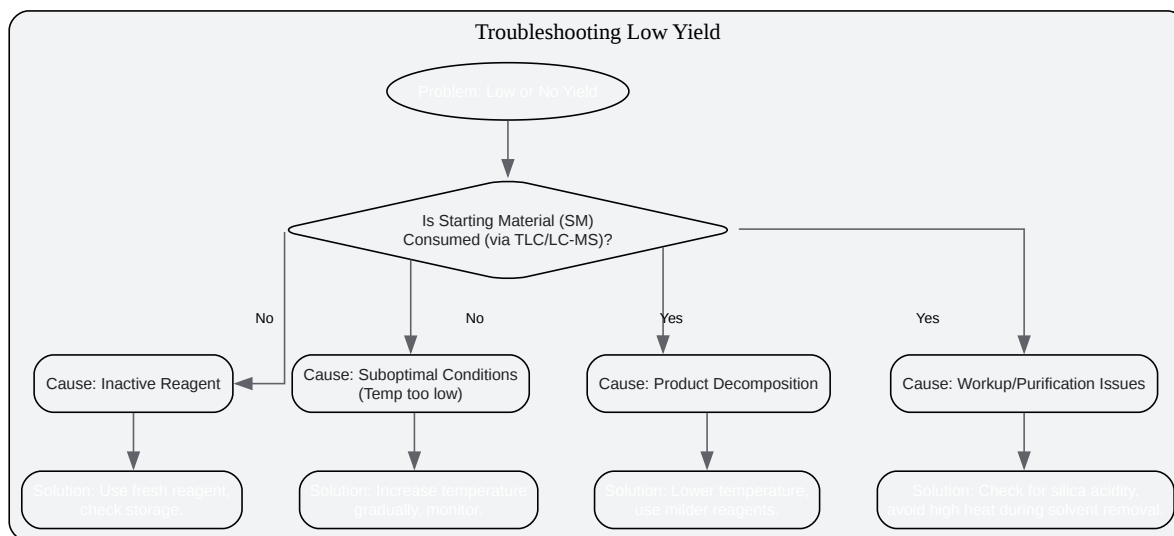 Troubleshooting Low Yield
Problem: Low or No Yield
Is Starting Material (SM)
Consumed (via TLC/LC-MS)?
No
No
Yes
Yes
Cause: Inactive Reagent
Cause: Suboptimal Conditions
(Temp too low)
Cause: Product Decomposition
Cause: Workup/Purification Issues
Solution: Use fresh reagent,
check storage.
Solution: Increase temperature
gradually, monitor.
Solution: Lower temperature,
use milder reagents.
Solution: Check for silica acidity,
avoid high heat during solvent removal.